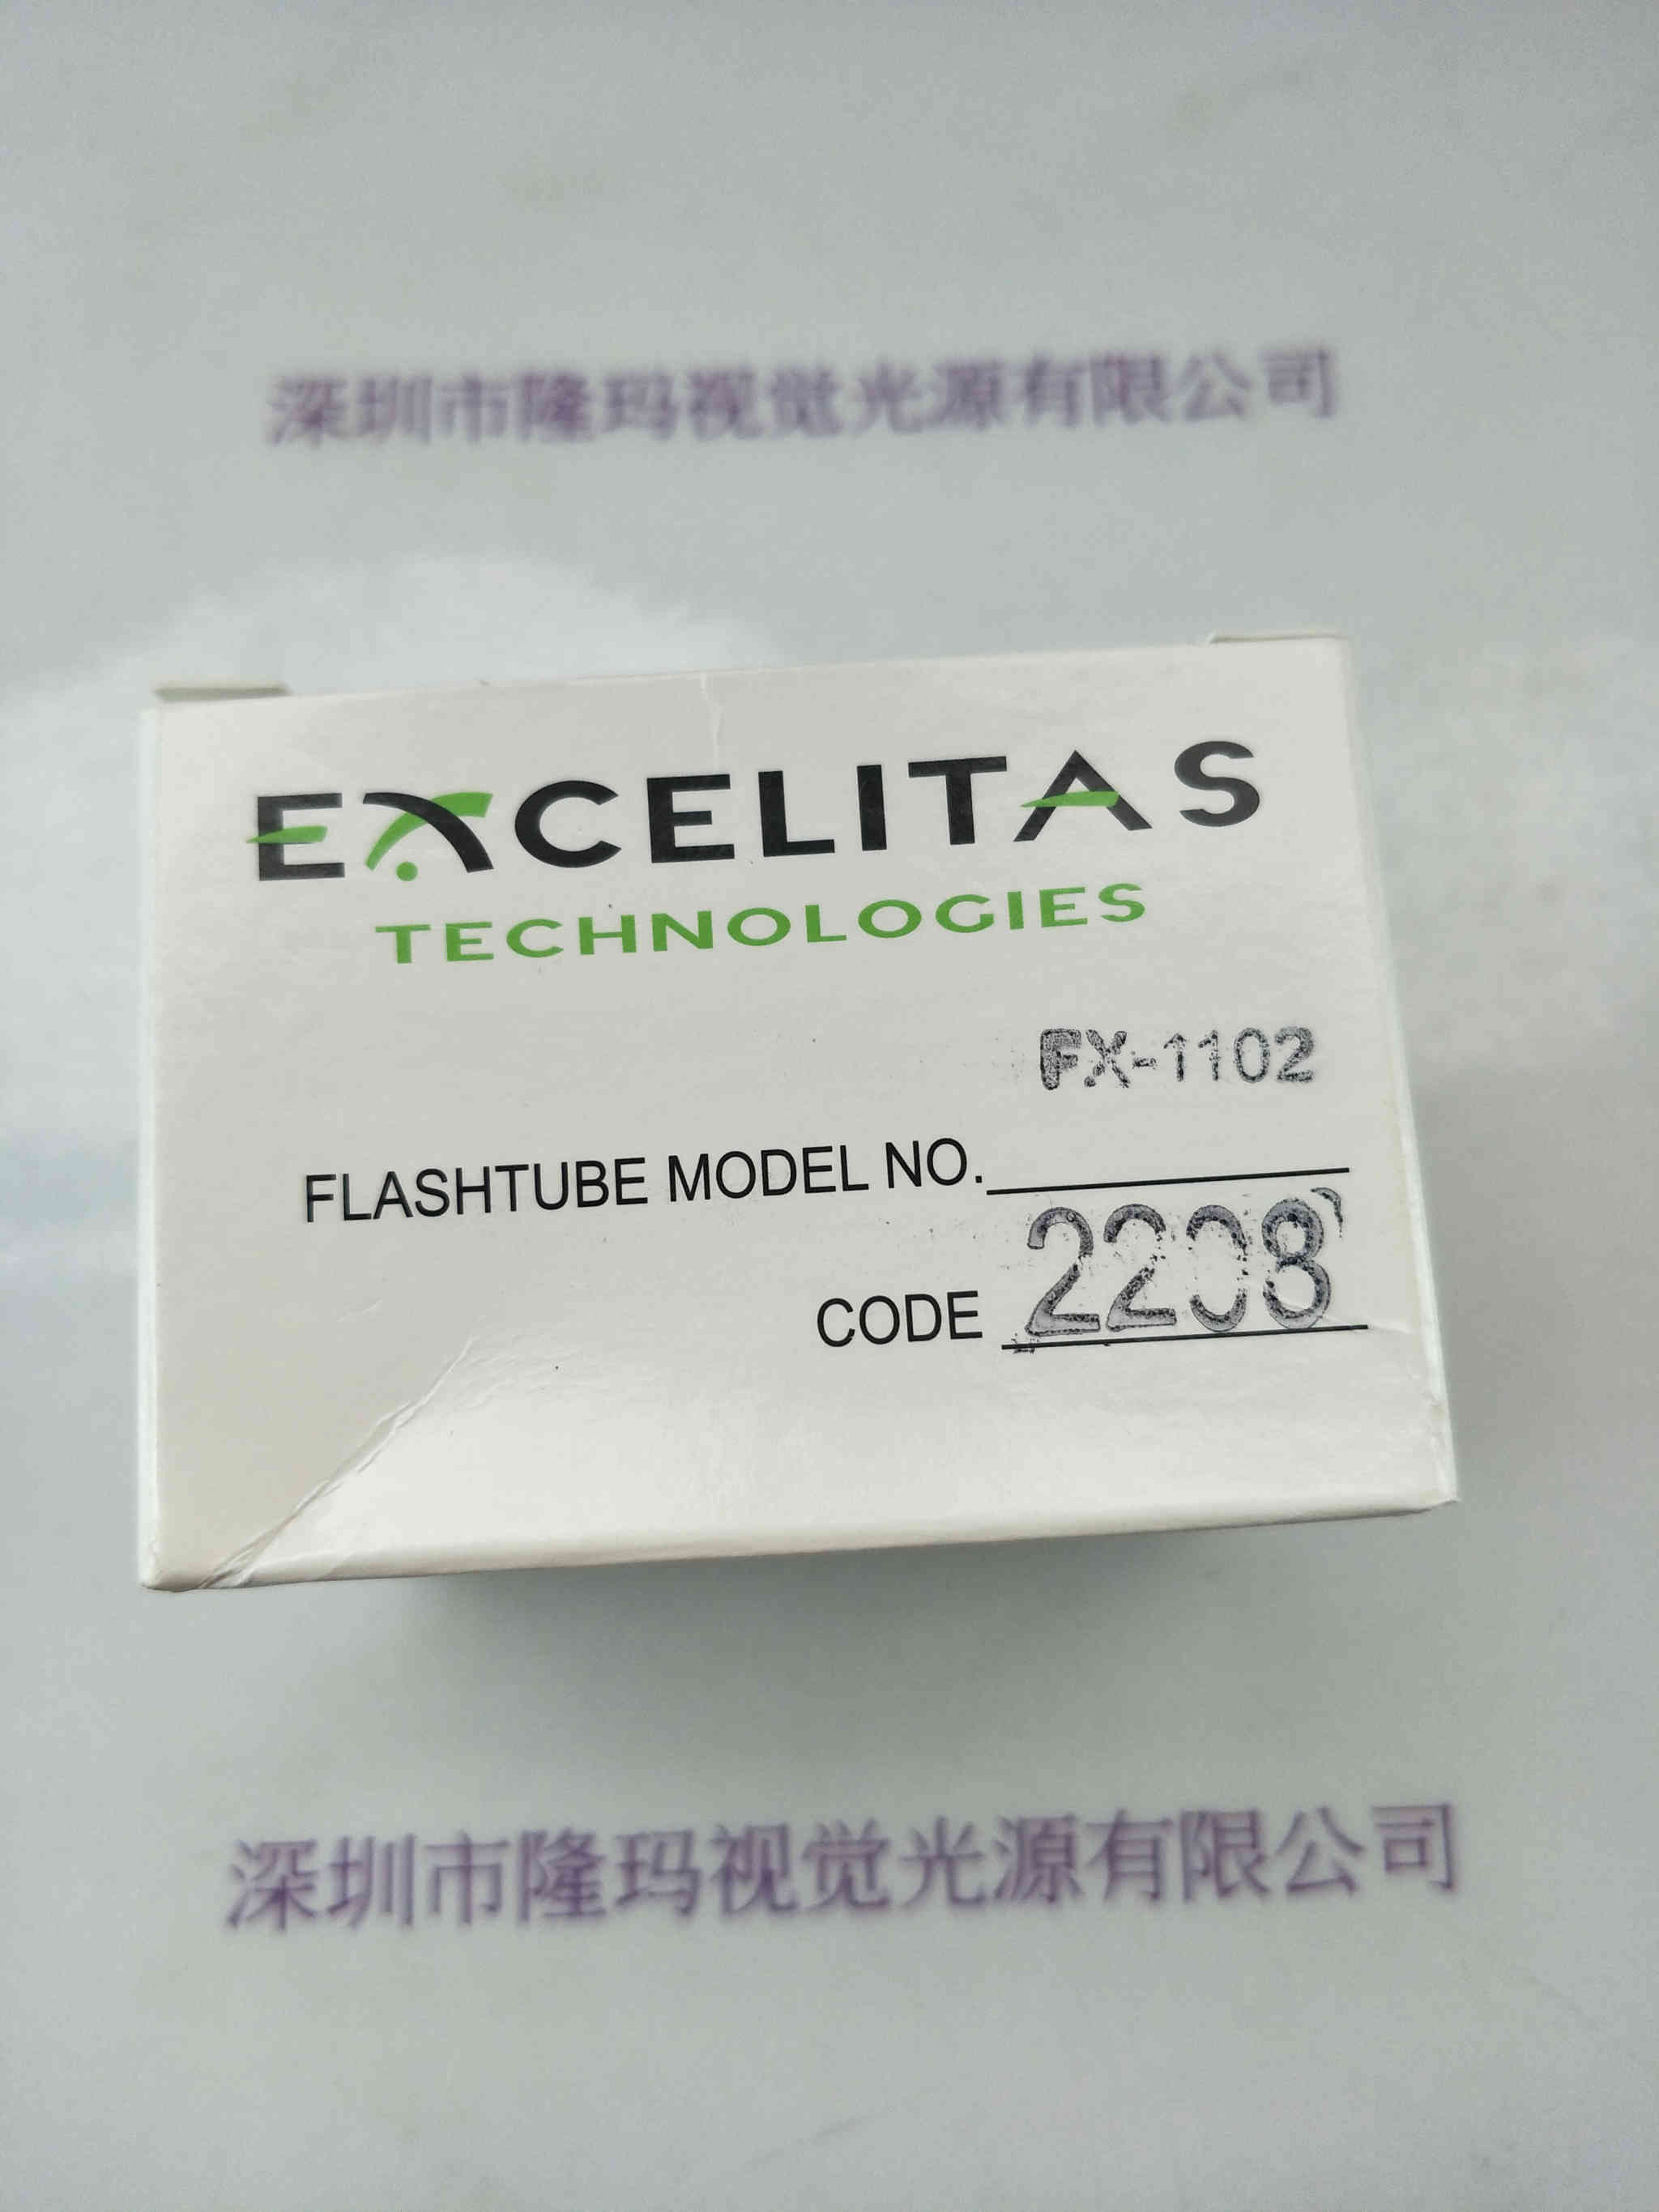 深圳市隆玛视觉光源有限公司
EXCELITAS
TECHNOLOGIES
FX-1102
FLASHTUBE MODEL NO.
CODE 2208
深圳市隆玛视觉光源有限公司